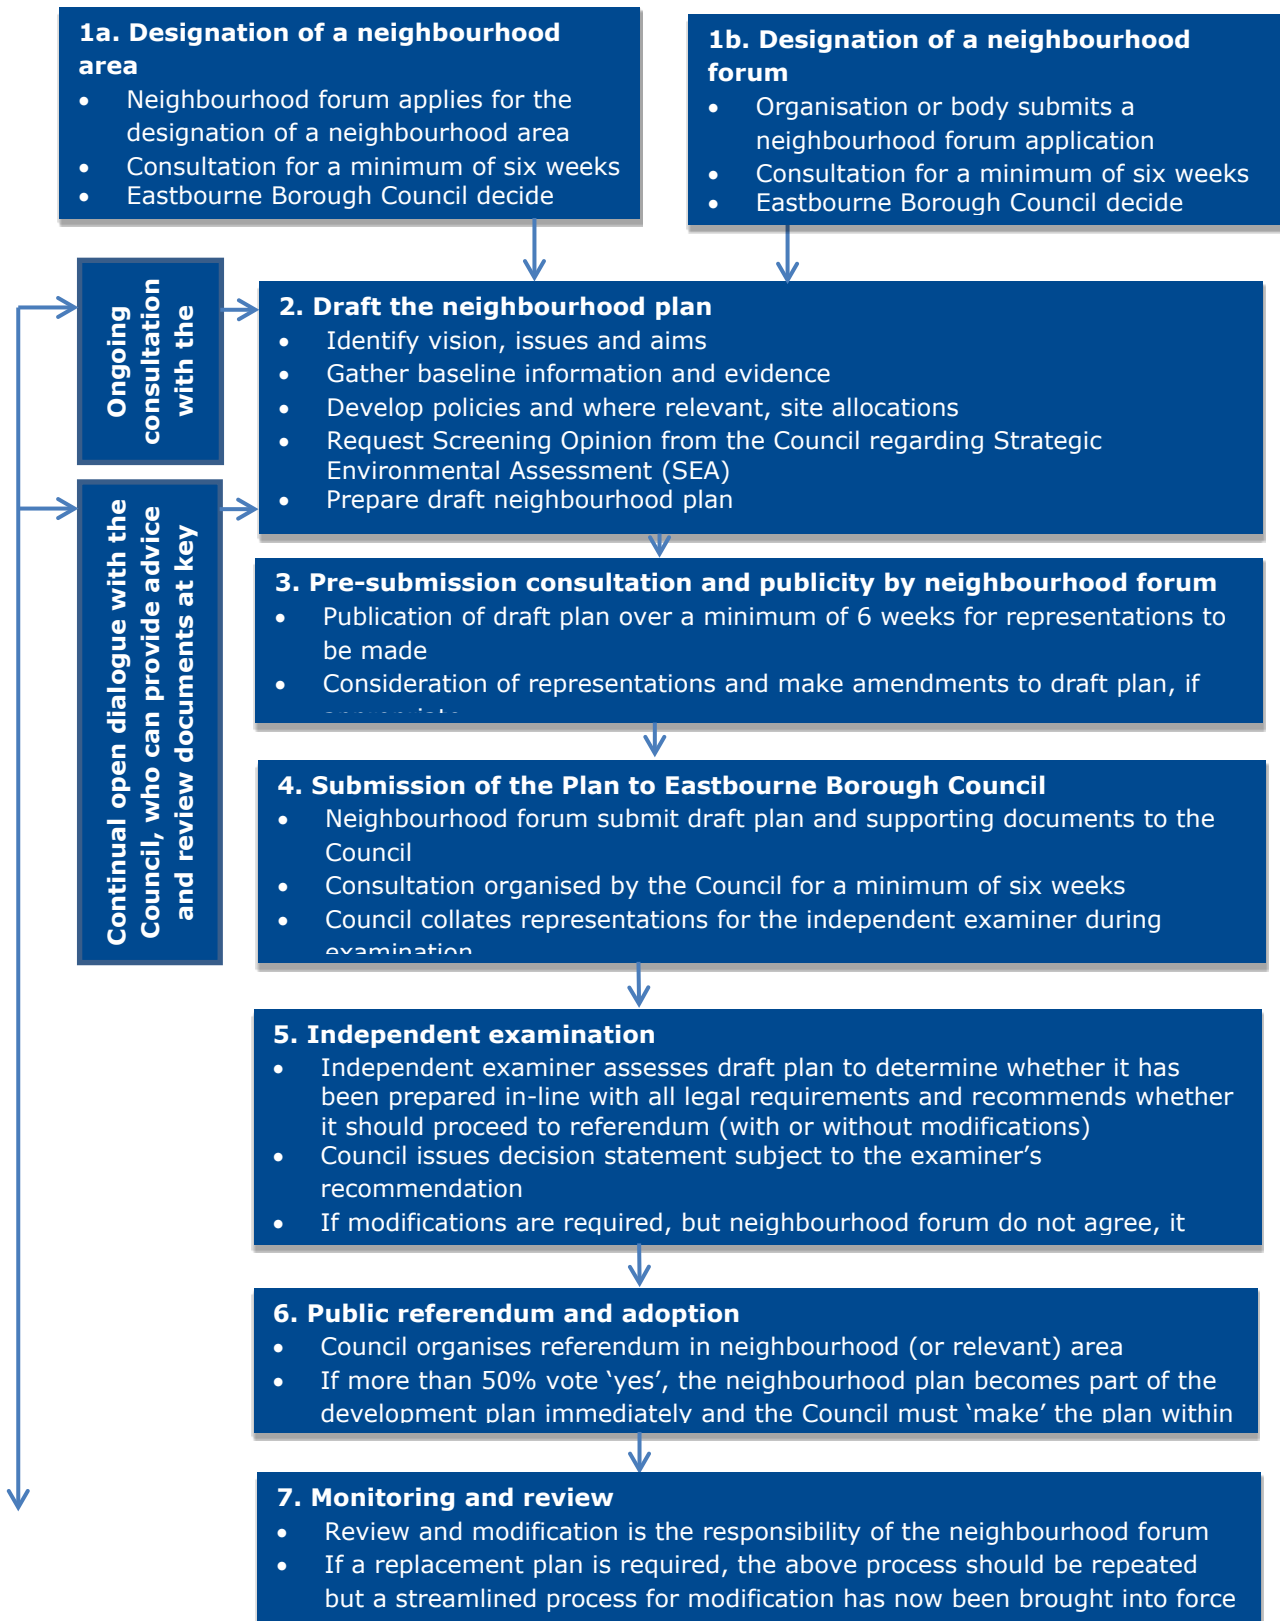 1a. Designation of a neighbourhood
area
• Neighbourhood forum applies for the
designation of a neighbourhood area
• Consultation for a minimum of six weeks
• Eastbourne Borough Council decide
1b. Designation of a neighbourhood
forum
• Organisation or body submits a
neighbourhood forum application
• Consultation for a minimum of six weeks
• Eastbourne Borough Council decide
Ongoing
consultation
with the
2. Draft the neighbourhood plan
• Identify vision, issues and aims
• Gather baseline information and evidence
• Develop policies and where relevant, site allocations
• Request Screening Opinion from the Council regarding Strategic
Environmental Assessment (SEA)
• Prepare draft neighbourhood plan
Continual open dialogue with the
Council, who can provide advice
and review documents at key
3. Pre-submission consultation and publicity by neighbourhood forum
• Publication of draft plan over a minimum of 6 weeks for representations to
be made
• Consideration of representations and make amendments to draft plan, if
4. Submission of the Plan to Eastbourne Borough Council
• Neighbourhood forum submit draft plan and supporting documents to the
Council
• Consultation organised by the Council for a minimum of six weeks
• Council collates representations for the independent examiner during
examination
5. Independent examination
• Independent examiner assesses draft plan to determine whether it has
been prepared in-line with all legal requirements and recommends whether
it should proceed to referendum (with or without modifications)
• Council issues decision statement subject to the examiner’s
recommendation
• If modifications are required, but neighbourhood forum do not agree, it
6. Public referendum and adoption
• Council organises referendum in neighbourhood (or relevant) area
• If more than 50% vote ‘yes’, the neighbourhood plan becomes part of the
development plan immediately and the Council must ‘make’ the plan within
7. Monitoring and review
• Review and modification is the responsibility of the neighbourhood forum
• If a replacement plan is required, the above process should be repeated
but a streamlined process for modification has now been brought into force